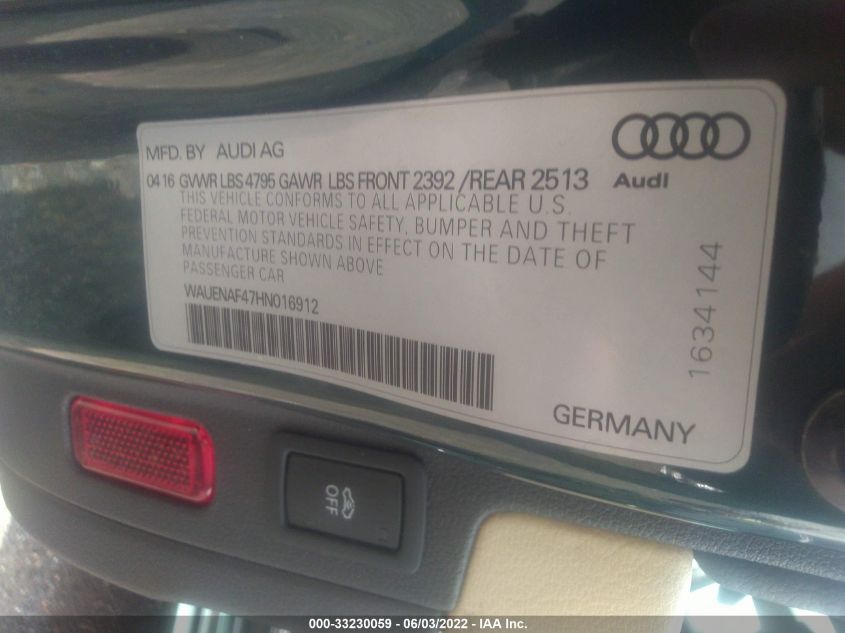 MFD. BY AUDI AG
04 16 GVWR LBS 4795 GAWR LBS FRONT 2392 /REAR 2513
THIS VEHICLE CONFORMS TO ALL APPLICABLE U.S.
FEDERAL MOTOR VEHICLE SAFETY, BUMPER AND THEFT
PREVENTION STANDARDS IN EFFECT ON THE DATE OF
MANUFACTURE SHOWN ABOVE
PASSENGER CAR
WAUENAF47HN016912
Audi
1634144
GERMANY
OFF
000-33230059 - 06/03/2022 - IAA Inc.